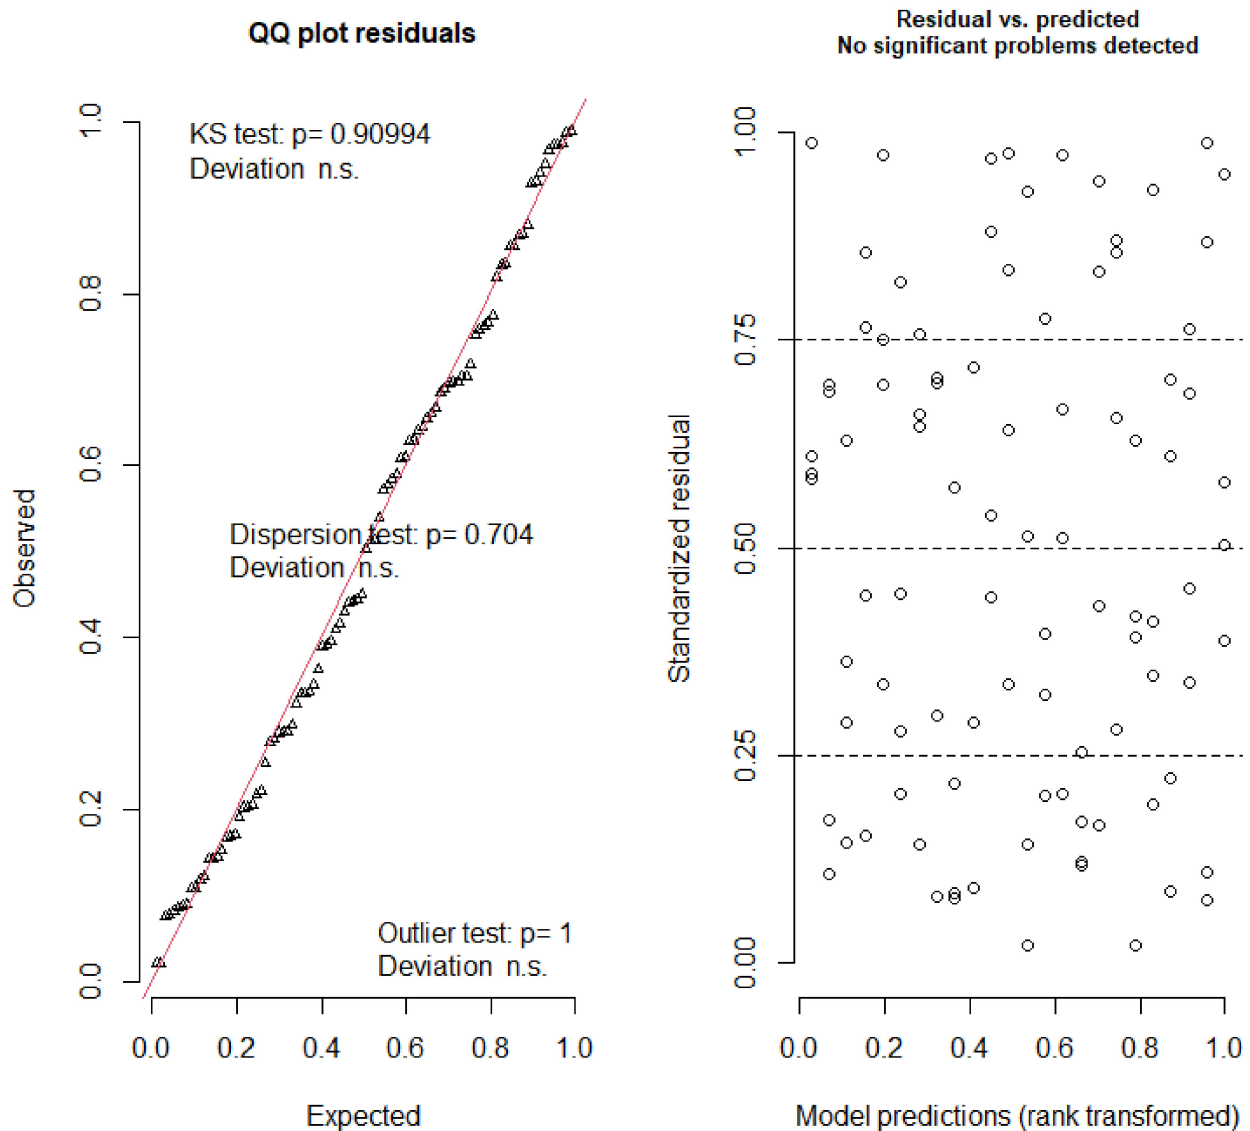 QQ plot residuals
KS test: p= 0.90994
Deviation n.s.
Dispersion test: p= 0.704
Deviation n.s.
Outlier test: p= 1
Deviation n.s.
Observed
0.0 0.2 0.4 0.6 0.8 1.0
0.0 0.2 0.4 0.6 0.8 1.0
Expected
Residual vs. predicted
No significant problems detected
Standardized residual
0.00 0.25 0.50 0.75 1.00
0.0 0.2 0.4 0.6 0.8 1.0
Model predictions (rank transformed)